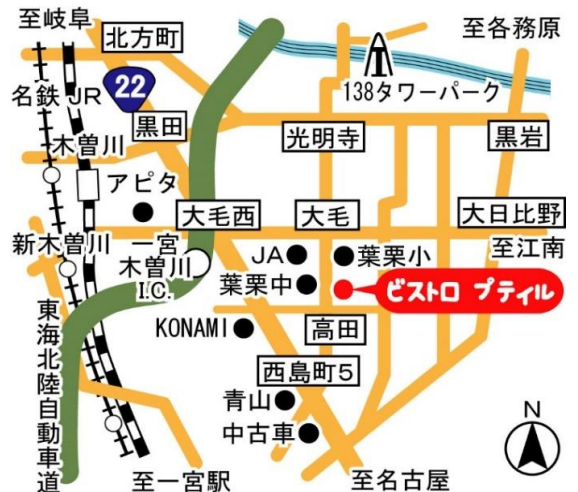 至岐阜
北方町
至各務原
22
名鉄
JR
138タワーパーク
黒田
光明寺
黒岩
木曽川
アピタ
大毛西
大毛
大日比野
新木曽川
一宮
木曽川
I.C.
JA
葉栗小
至江南
葉栗中
ビストロ プティル
KONAMI
高田
東海北陸自動車道
西島町5
青山
中古車
N
至一宮駅
至名古屋